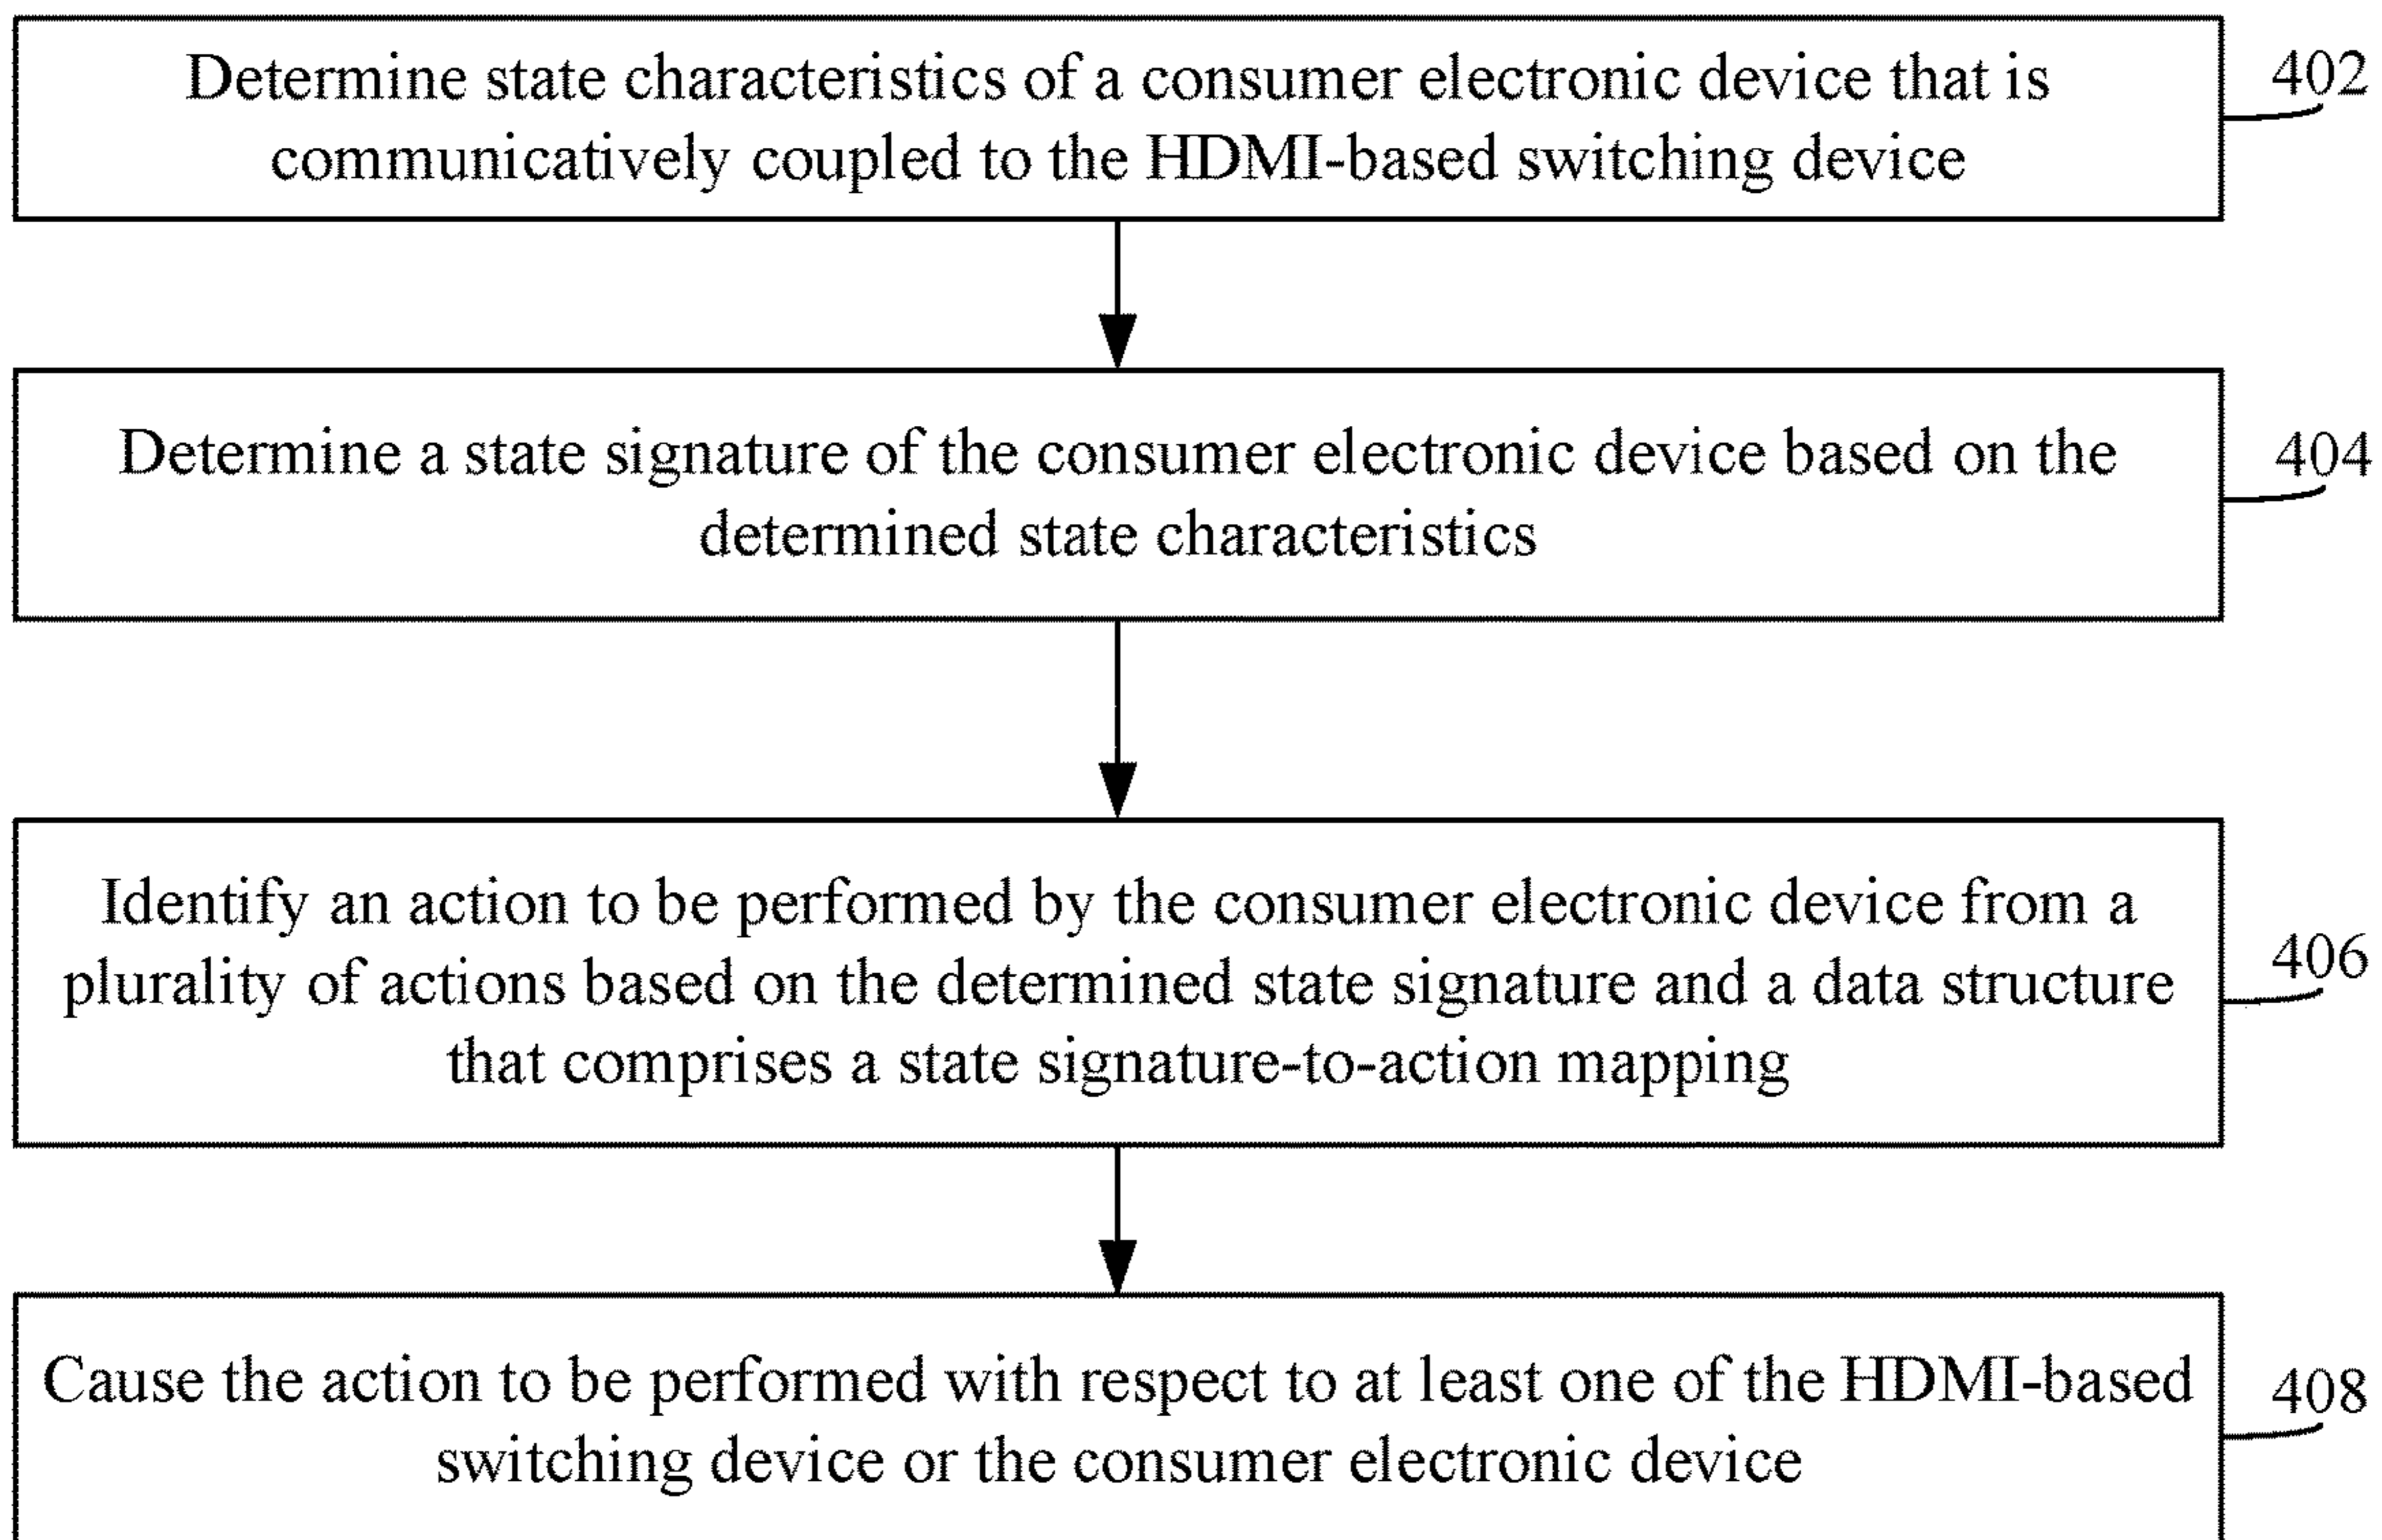 Determine state characteristics of a consumer electronic device that is
communicatively coupled to the HDMI-based switching device
402
Determine a state signature of the consumer electronic device based on the
determined state characteristics
404
Identify an action to be performed by the consumer electronic device from a
plurality of actions based on the determined state signature and a data structure
that comprises a state signature-to-action mapping
406
Cause the action to be performed with respect to at least one of the HDMI-based
switching device or the consumer electronic device
408